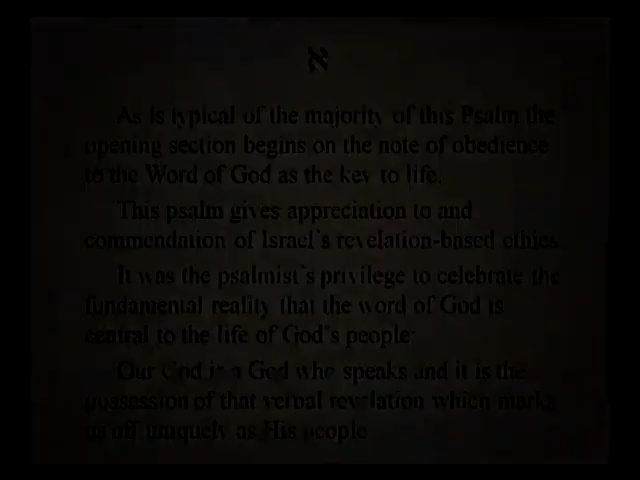 א
As is typical of the majority of this Psalm the
opening section begins on the note of obedience
to the Word of God as the key to life.
This psalm gives appreciation to and
commendation of Israel's revelation-based ethics.
It was the psalmist's privilege to celebrate the
fundamental reality that the word of God is
central to the life of God's people
Our God is a God who speaks and it is the
possession of that verbal revelation which marks
us off uniquely as His people